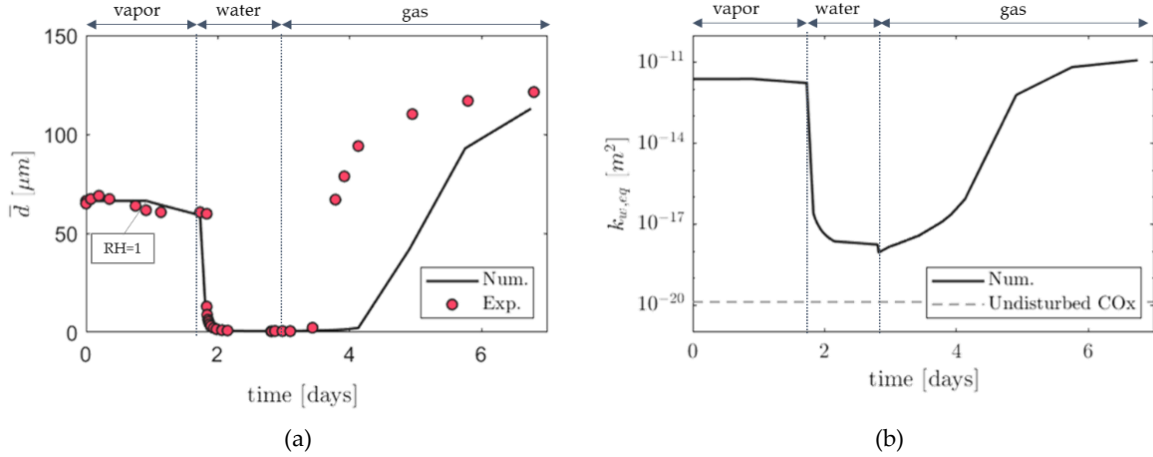 vapor water gas
150
100
50
0
d̅ [μm]
RH=1
Num.
Exp.
0 2 4 6
time [days]
(a)
vapor water gas
10⁻¹¹
10⁻¹⁴
10⁻¹⁷
10⁻²⁰
k_{w,eq} [m²]
Num.
Undisturbed COx
0 2 4 6
time [days]
(b)